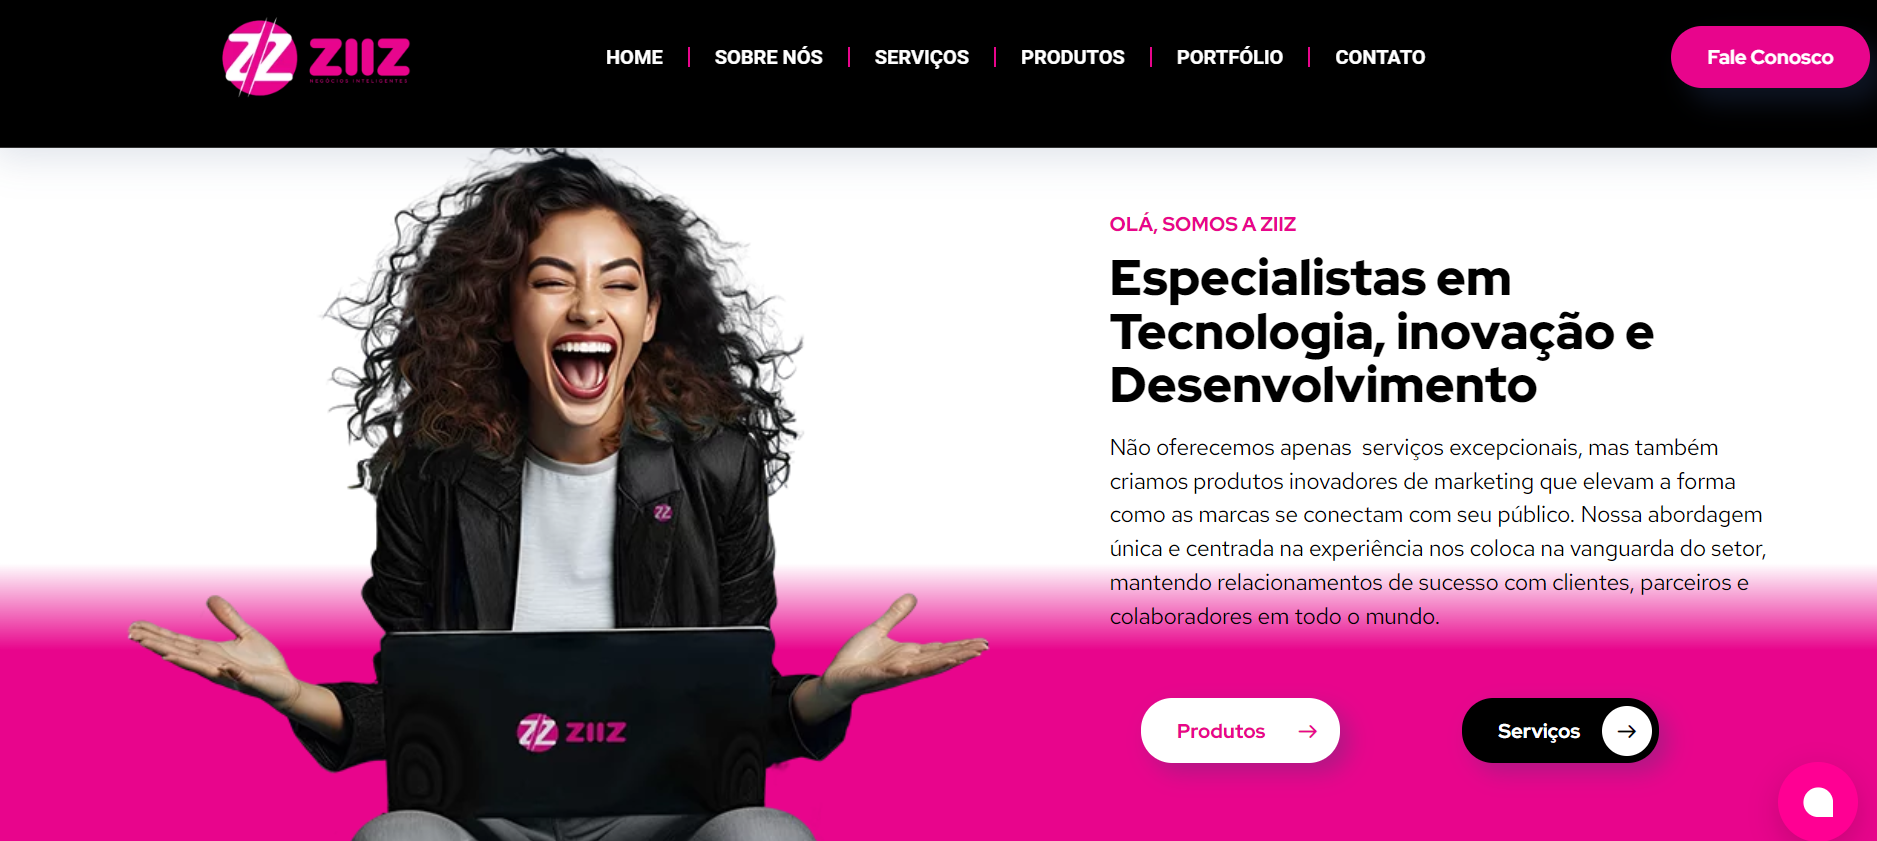 ZIIZ
NEGÓCIOS INTELIGENTES
HOME
SOBRE NÓS
SERVIÇOS
PRODUTOS
PORTFÓLIO
CONTATO
Fale Conosco
OLÁ, SOMOS A ZIIZ
Especialistas em
Tecnologia, inovação e
Desenvolvimento
Não oferecemos apenas  serviços excepcionais, mas também
criamos produtos inovadores de marketing que elevam a forma
como as marcas se conectam com seu público. Nossa abordagem
única e centrada na experiência nos coloca na vanguarda do setor,
mantendo relacionamentos de sucesso com clientes, parceiros e
colaboradores em todo o mundo.
ZIIZ
Produtos
Serviços